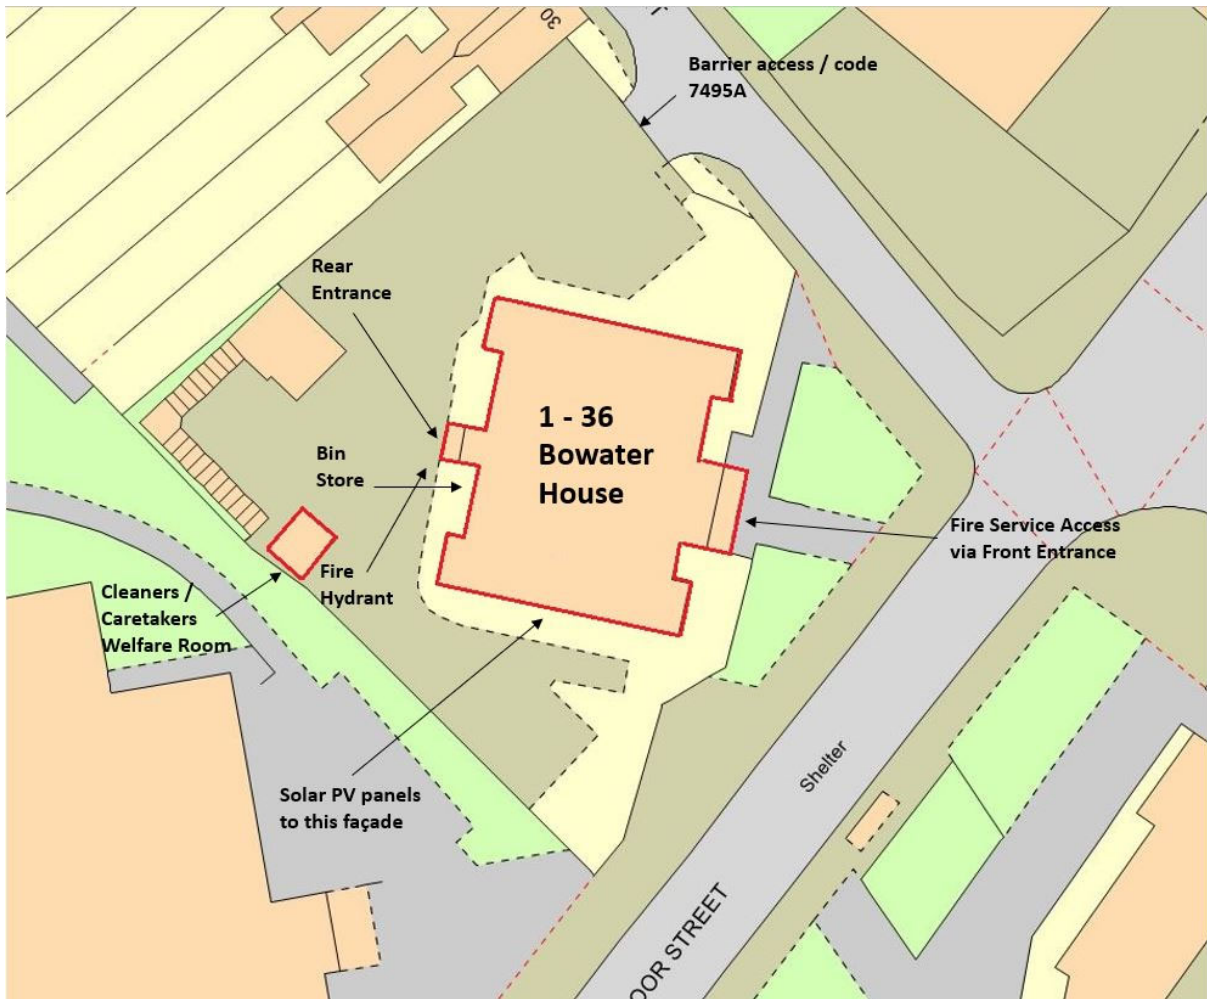 30
Barrier access / code
7495A
Rear
Entrance
1 - 36
Bowater
House
Bin
Store
Fire Service Access
via Front Entrance
Fire
Hydrant
Cleaners /
Caretakers
Welfare Room
Shelter
Solar PV panels
to this façade
OOR STREET